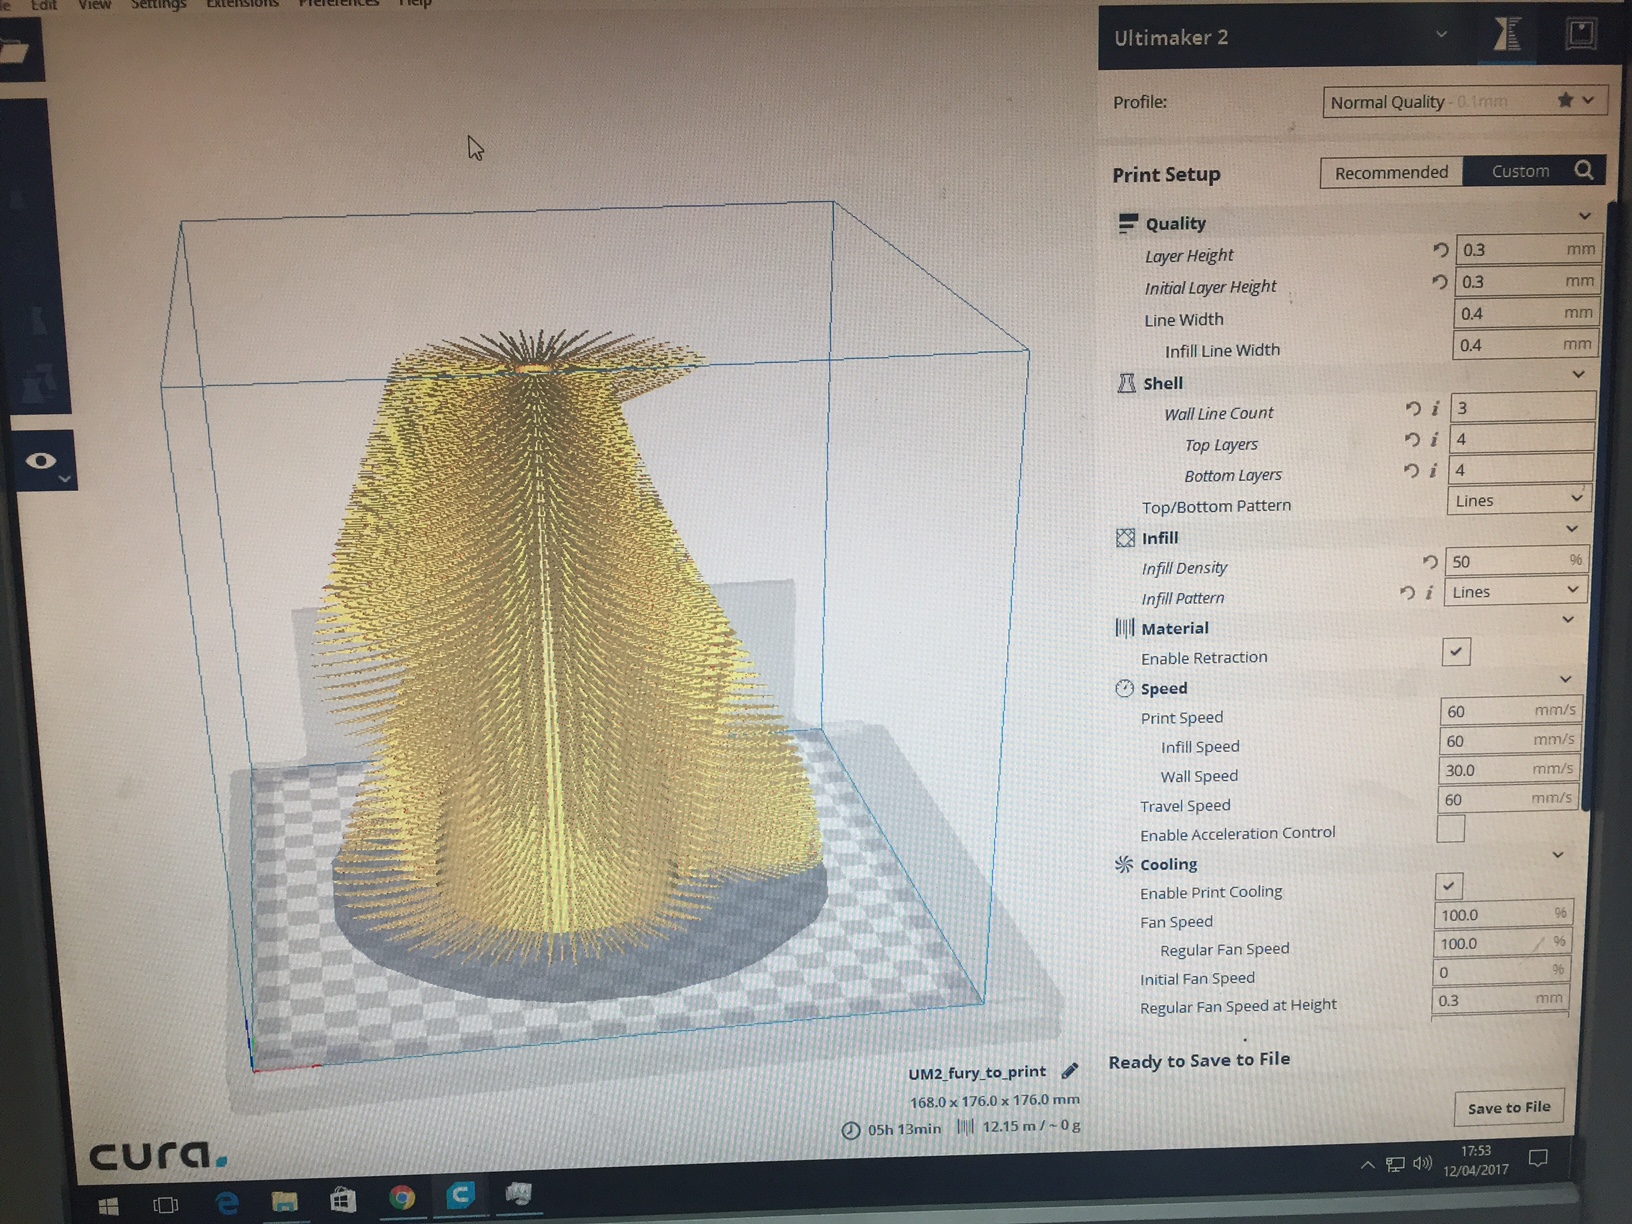 Edit View Settings Extensions Preferences Help
Ultimaker 2
Profile: Normal Quality - 0.1mm
Print Setup Recommended Custom
Quality
Layer Height 0.3 mm
Initial Layer Height 0.3 mm
Line Width 0.4 mm
Infill Line Width 0.4 mm
Shell
Wall Line Count i 3
Top Layers i 4
Bottom Layers i 4
Top/Bottom Pattern Lines
Infill
Infill Density 50 %
Infill Pattern i Lines
Material
Enable Retraction
Speed
Print Speed 60 mm/s
Infill Speed 60 mm/s
Wall Speed 30.0 mm/s
Travel Speed 60 mm/s
Enable Acceleration Control
Cooling
Enable Print Cooling
Fan Speed 100.0 %
Regular Fan Speed 100.0 %
Initial Fan Speed 0 %
Regular Fan Speed at Height 0.3 mm
UM2_fury_to_print
168.0 x 176.0 x 176.0 mm
05h 13min 12.15 m / ~ 0 g
Ready to Save to File
Save to File
cura.
17:53
12/04/2017